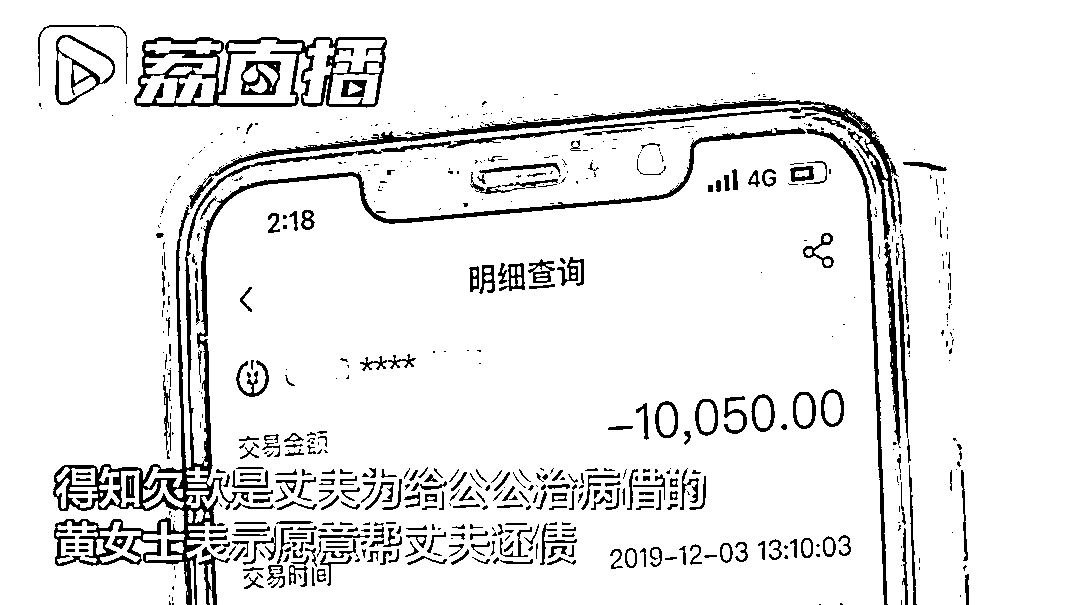 荔直播
2:18
4G
明细查询
****
-10,050.00
交易金额
得知欠款是丈夫为给公公治病借的
黄女士表示愿意帮丈夫还债
2019-12-03 13:10:03
交易时间